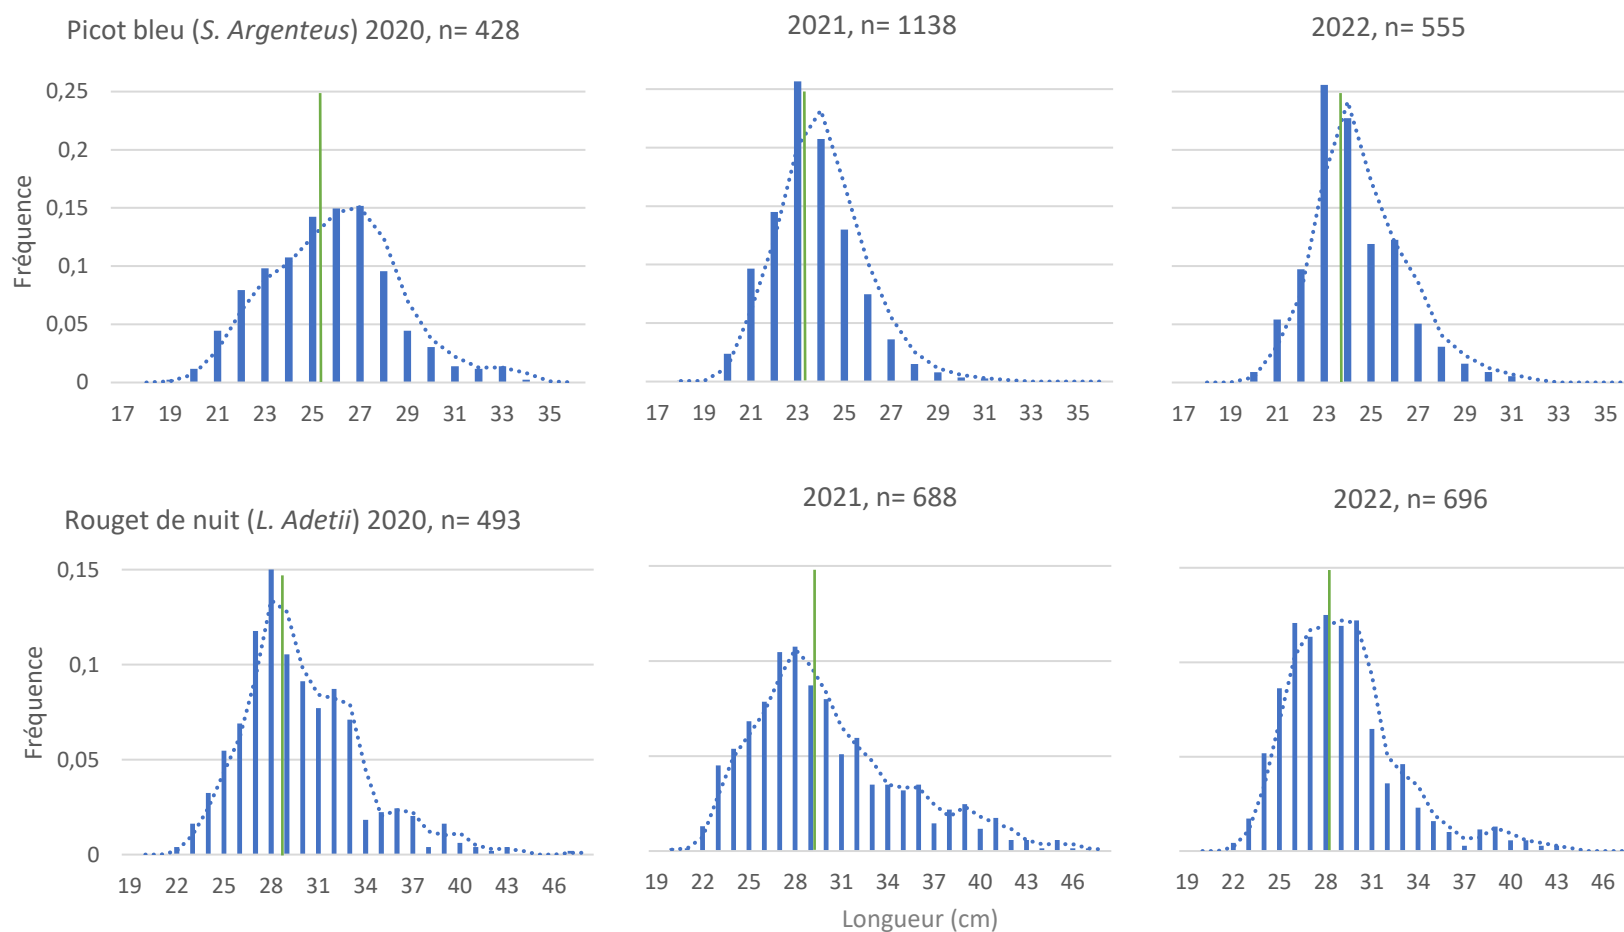 Picot bleu (S. Argenteus) 2020, n= 428
2021, n= 1138
2022, n= 555
Fréquence
0,25
0,2
0,15
0,1
0,05
0
17 19 21 23 25 27 29 31 33 35
17 19 21 23 25 27 29 31 33 35
17 19 21 23 25 27 29 31 33 35
Rouget de nuit (L. Adetii) 2020, n= 493
2021, n= 688
2022, n= 696
Fréquence
0,15
0,1
0,05
0
19 22 25 28 31 34 37 40 43 46
19 22 25 28 31 34 37 40 43 46
19 22 25 28 31 34 37 40 43 46
Longueur (cm)